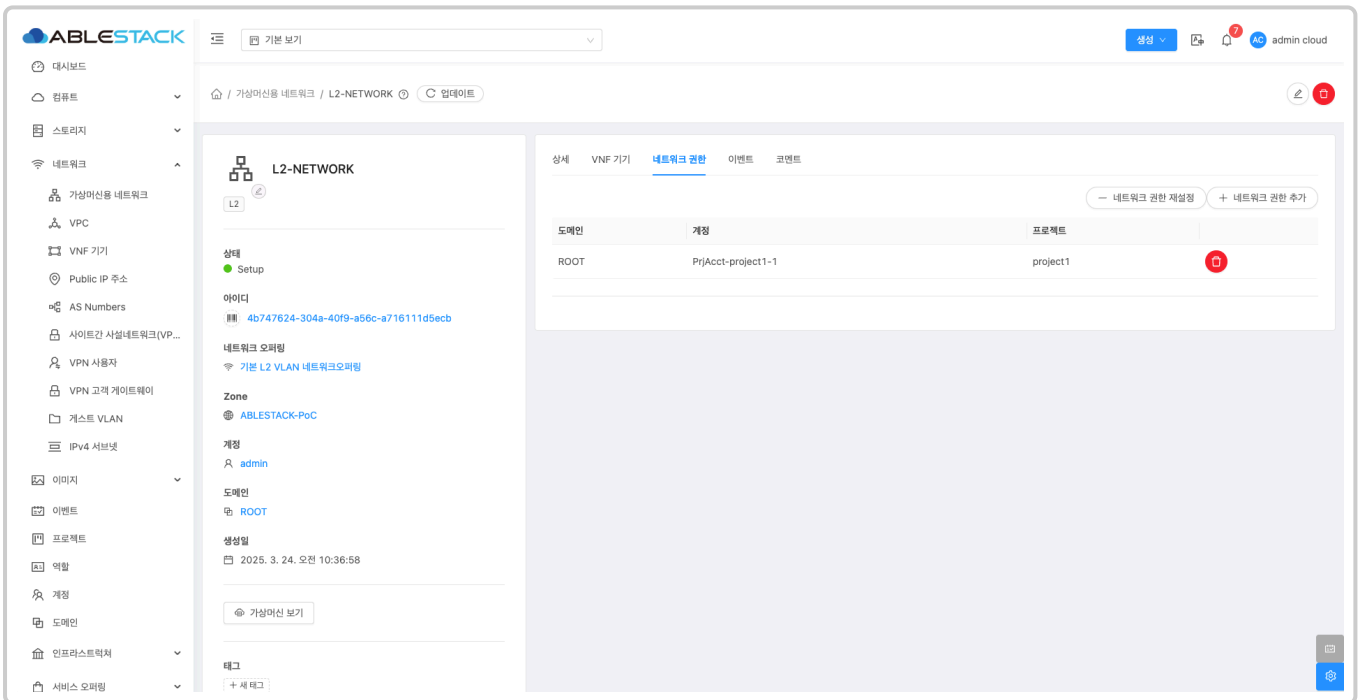 ABLESTACK
기본 보기
생성
7
AC
admin cloud
대시보드
컴퓨트
스토리지
네트워크
가상머신용 네트워크
VPC
VNF 기기
Public IP 주소
AS Numbers
사이트간 사설네트워크(VP...
VPN 사용자
VPN 고객 게이트웨이
게스트 VLAN
IPv4 서브넷
이미지
이벤트
프로젝트
역할
계정
도메인
인프라스트럭쳐
서비스 오퍼링
/ 가상머신용 네트워크 / L2-NETWORK
업데이트
L2-NETWORK
L2
상태
Setup
아이디
4b747624-304a-40f9-a56c-a716111d5ecb
네트워크 오퍼링
기본 L2 VLAN 네트워크오퍼링
Zone
ABLESTACK-PoC
계정
admin
도메인
ROOT
생성일
2025. 3. 24. 오전 10:36:58
가상머신 보기
태그
+ 새 태그
상세 VNF 기기 네트워크 권한 이벤트 코멘트
네트워크 권한 재설정
+ 네트워크 권한 추가
도메인 계정 프로젝트
ROOT PrjAcct-project1-1 project1